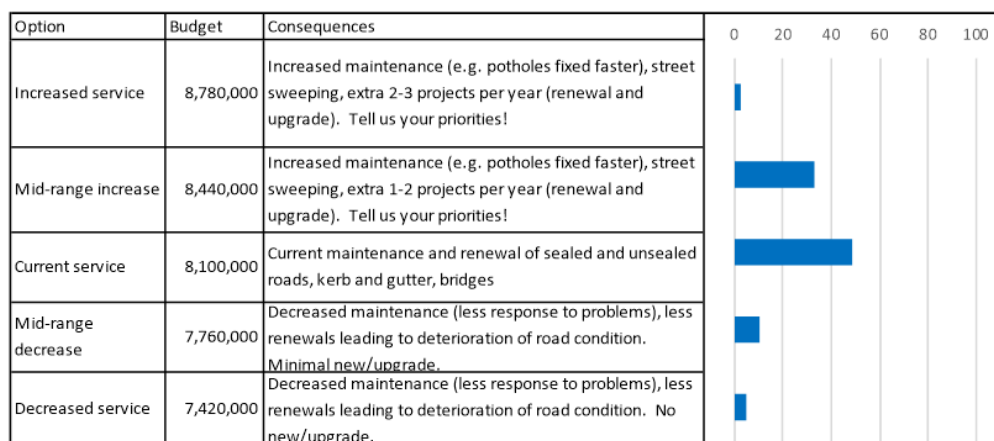 Option Budget Consequences
0 20 40 60 80 100
Increased service 8,780,000 Increased maintenance (e.g. potholes fixed faster), street
sweeping, extra 2-3 projects per year (renewal and
upgrade). Tell us your priorities!
Mid-range increase 8,440,000 Increased maintenance (e.g. potholes fixed faster), street
sweeping, extra 1-2 projects per year (renewal and
upgrade). Tell us your priorities!
Current service 8,100,000 Current maintenance and renewal of sealed and unsealed
roads, kerb and gutter, bridges
Mid-range
decrease 7,760,000 Decreased maintenance (less response to problems), less
renewals leading to deterioration of road condition.
Minimal new/upgrade.
Decreased service 7,420,000 Decreased maintenance (less response to problems), less
renewals leading to deterioration of road condition. No
new/upgrade.